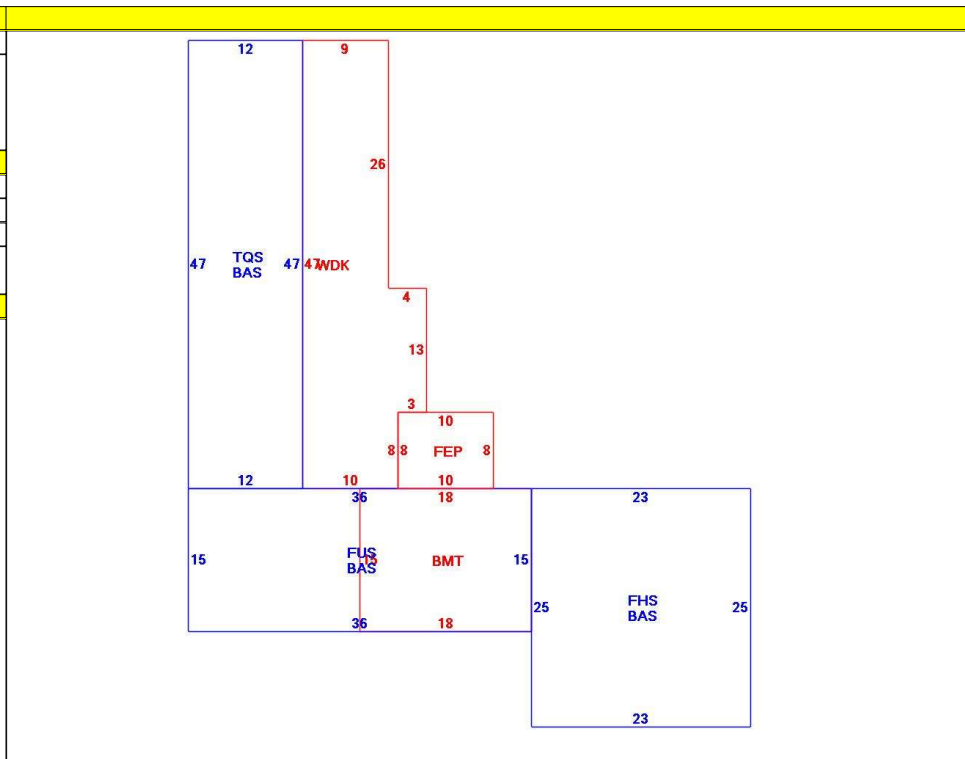 12 9
26
TQS
BAS
47 47 47 WDK
4
13
3
10
8 8 FEP 8
12 10 10
36 18 23
15 FUS
BAS 15 BMT 15
25 FHS
BAS 25
36 18
23